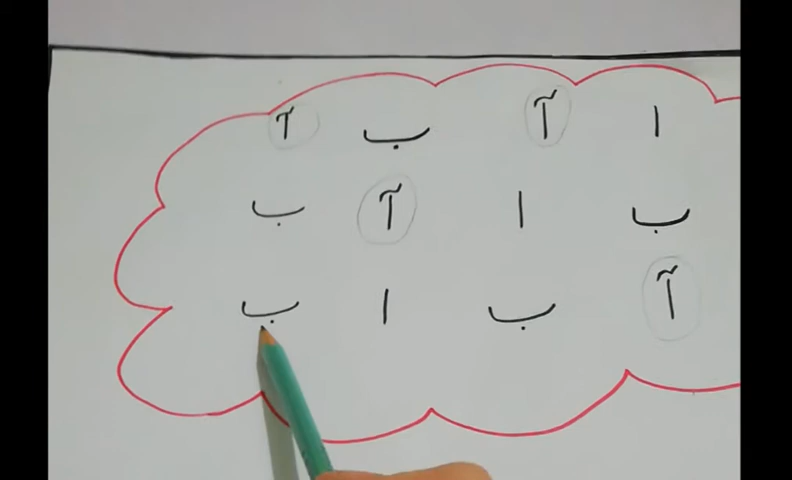 ا آ ب آ
ب ا آ ب
آ ب ا ب